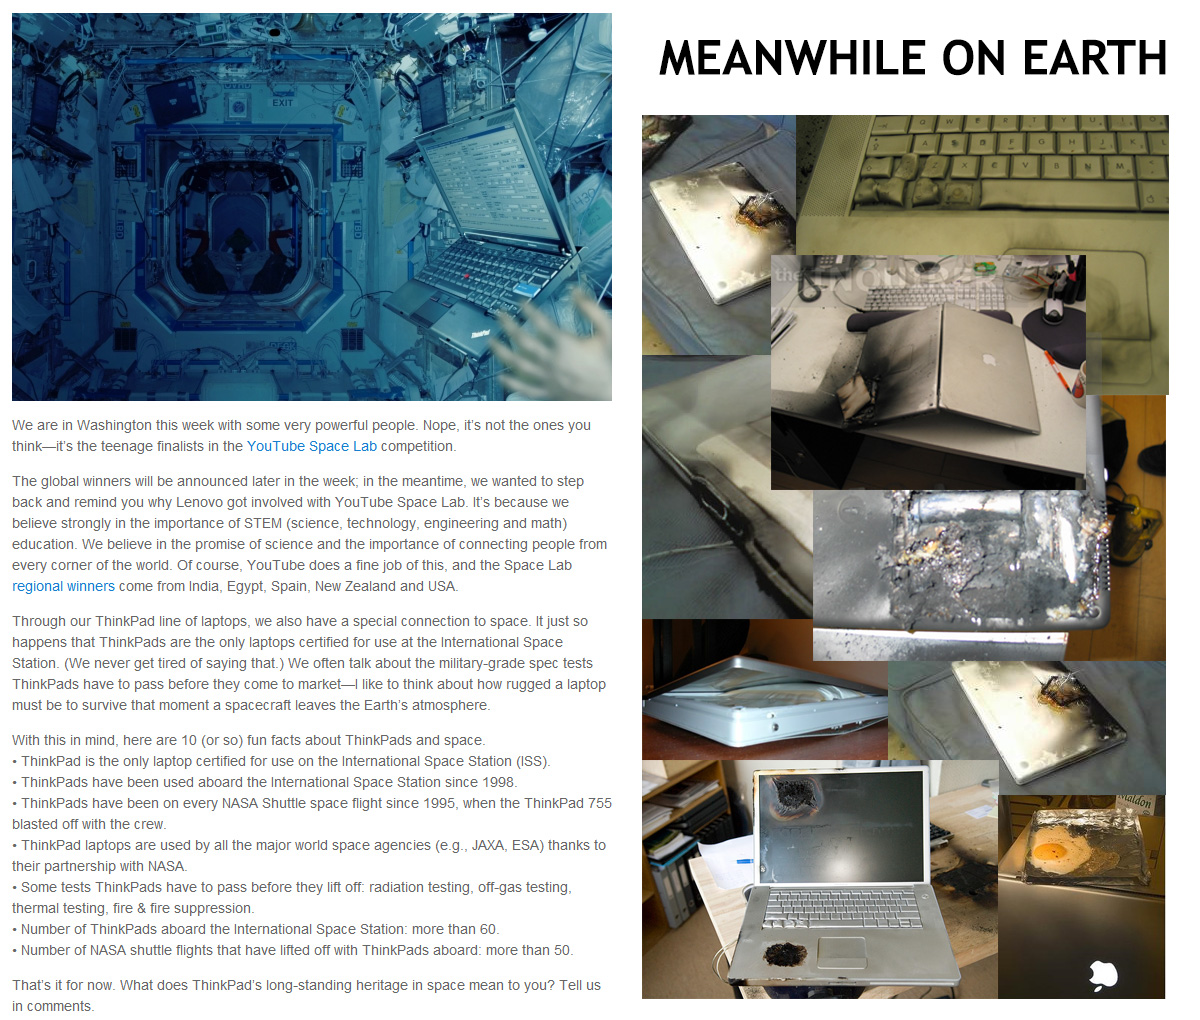 EXIT
ThinkPad
We are in Washington this week with some very powerful people. Nope, it's not the ones you
think—it's the teenage finalists in the YouTube Space Lab competition.
The global winners will be announced later in the week; in the meantime, we wanted to step
back and remind you why Lenovo got involved with YouTube Space Lab. It's because we
believe strongly in the importance of STEM (science, technology, engineering and math)
education. We believe in the promise of science and the importance of connecting people from
every corner of the world. Of course, YouTube does a fine job of this, and the Space Lab
regional winners come from India, Egypt, Spain, New Zealand and USA.
Through our ThinkPad line of laptops, we also have a special connection to space. It just so
happens that ThinkPads are the only laptops certified for use at the International Space
Station. (We never get tired of saying that.) We often talk about the military-grade spec tests
ThinkPads have to pass before they come to market—I like to think about how rugged a laptop
must be to survive that moment a spacecraft leaves the Earth's atmosphere.
With this in mind, here are 10 (or so) fun facts about ThinkPads and space.
• ThinkPad is the only laptop certified for use on the International Space Station (ISS).
• ThinkPads have been used aboard the International Space Station since 1998.
• ThinkPads have been on every NASA Shuttle space flight since 1995, when the ThinkPad 755
blasted off with the crew.
• ThinkPad laptops are used by all the major world space agencies (e.g., JAXA, ESA) thanks to
their partnership with NASA.
• Some tests ThinkPads have to pass before they lift off: radiation testing, off-gas testing,
thermal testing, fire & fire suppression.
• Number of ThinkPads aboard the International Space Station: more than 60.
• Number of NASA shuttle flights that have lifted off with ThinkPads aboard: more than 50.
That's it for now. What does ThinkPad's long-standing heritage in space mean to you? Tell us
in comments.
MEANWHILE ON EARTH
the INQUIRER
Maldon